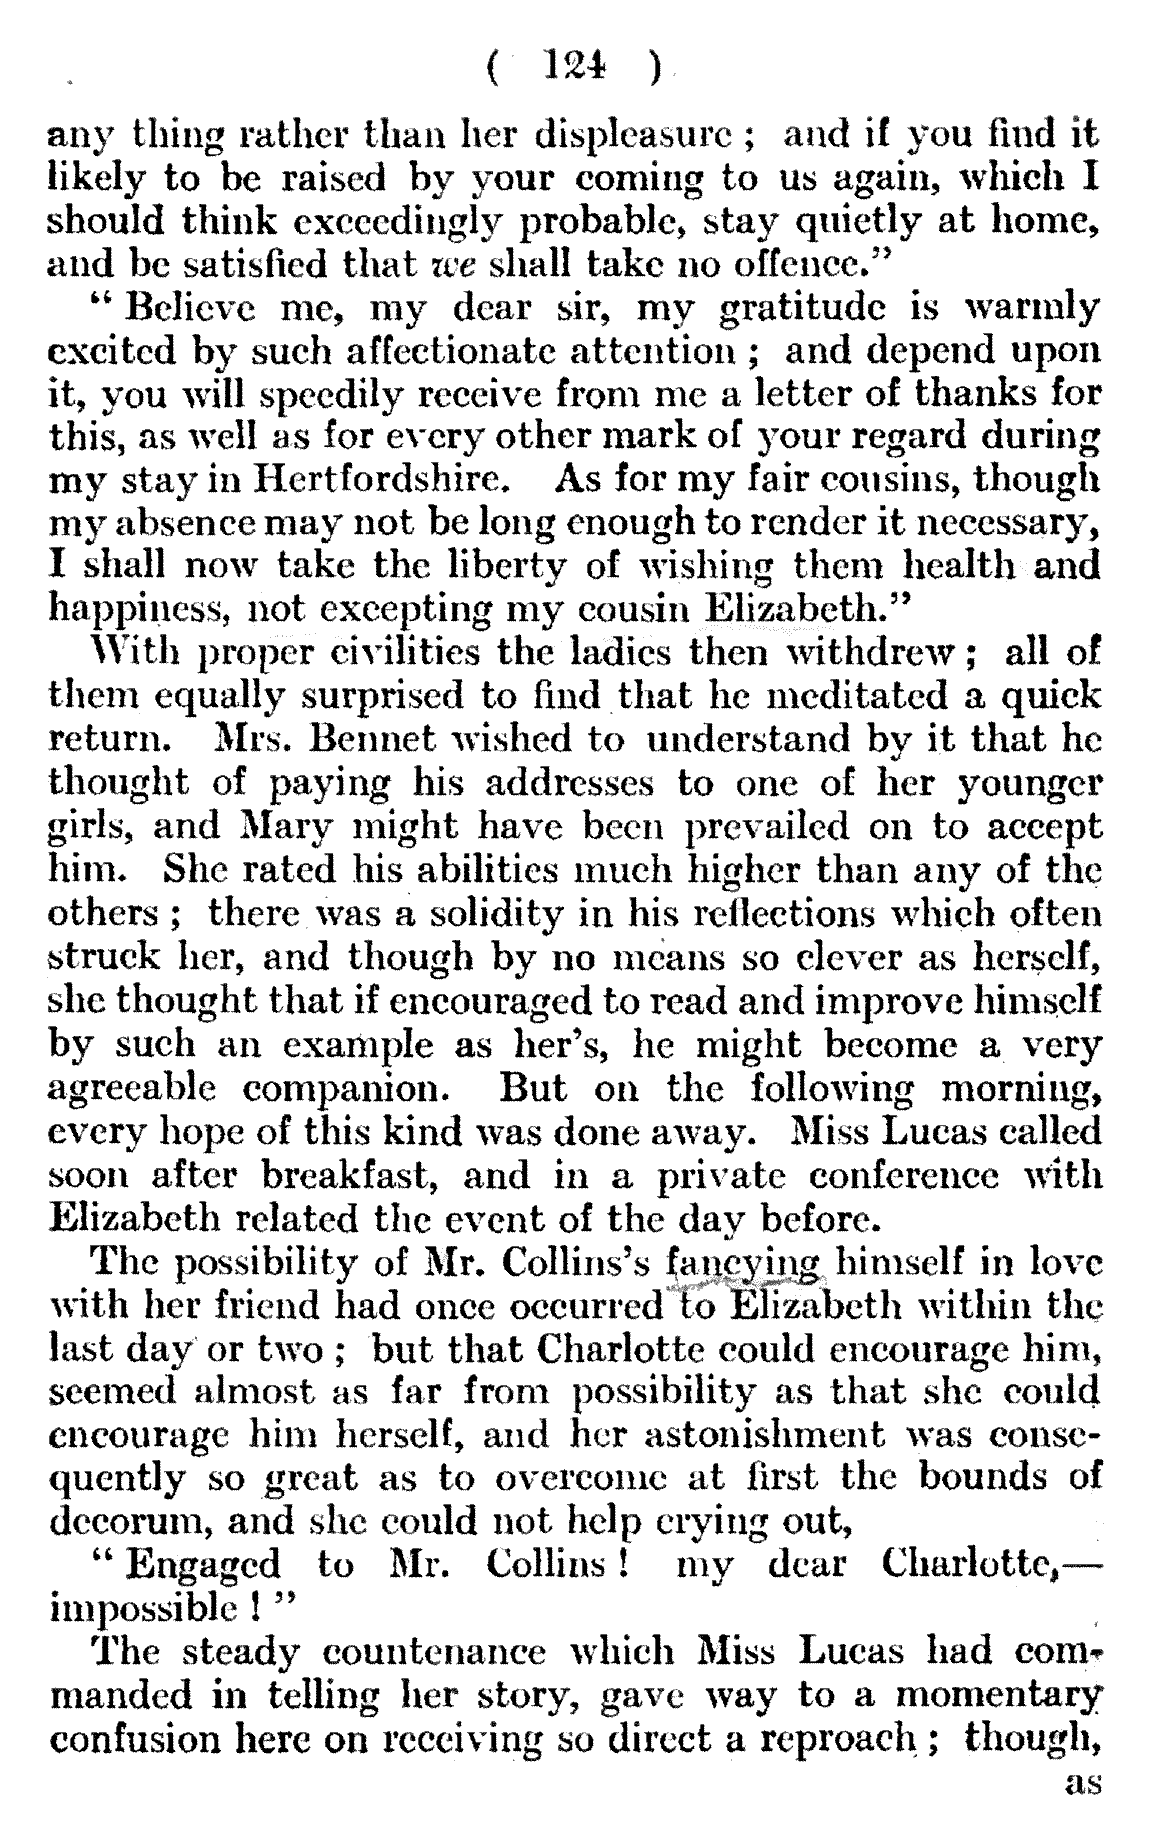 ( 124 )
any thing rather than her displeasure ; and if you find it
likely to be raised by your coming to us again, which I
should think exceedingly probable, stay quietly at home,
and be satisfied that we shall take no offence.”
“ Believe me, my dear sir, my gratitude is warmly
excited by such affectionate attention ; and depend upon
it, you will speedily receive from me a letter of thanks for
this, as well as for every other mark of your regard during
my stay in Hertfordshire. As for my fair cousins, though
my absence may not be long enough to render it necessary,
I shall now take the liberty of wishing them health and
happiness, not excepting my cousin Elizabeth.”
With proper civilities the ladies then withdrew ; all of
them equally surprised to find that he meditated a quick
return. Mrs. Bennet wished to understand by it that he
thought of paying his addresses to one of her younger
girls, and Mary might have been prevailed on to accept
him. She rated his abilities much higher than any of the
others ; there was a solidity in his reflections which often
struck her, and though by no means so clever as herself,
she thought that if encouraged to read and improve himself
by such an example as her’s, he might become a very
agreeable companion. But on the following morning,
every hope of this kind was done away. Miss Lucas called
soon after breakfast, and in a private conference with
Elizabeth related the event of the day before.
The possibility of Mr. Collins’s fancying himself in love
with her friend had once occurred to Elizabeth within the
last day or two ; but that Charlotte could encourage him,
seemed almost as far from possibility as that she could
encourage him herself, and her astonishment was conse-
quently so great as to overcome at first the bounds of
decorum, and she could not help crying out,
“ Engaged to Mr. Collins ! my dear Charlotte,—
impossible ! ”
The steady countenance which Miss Lucas had com-
manded in telling her story, gave way to a momentary
confusion here on receiving so direct a reproach ; though,
as